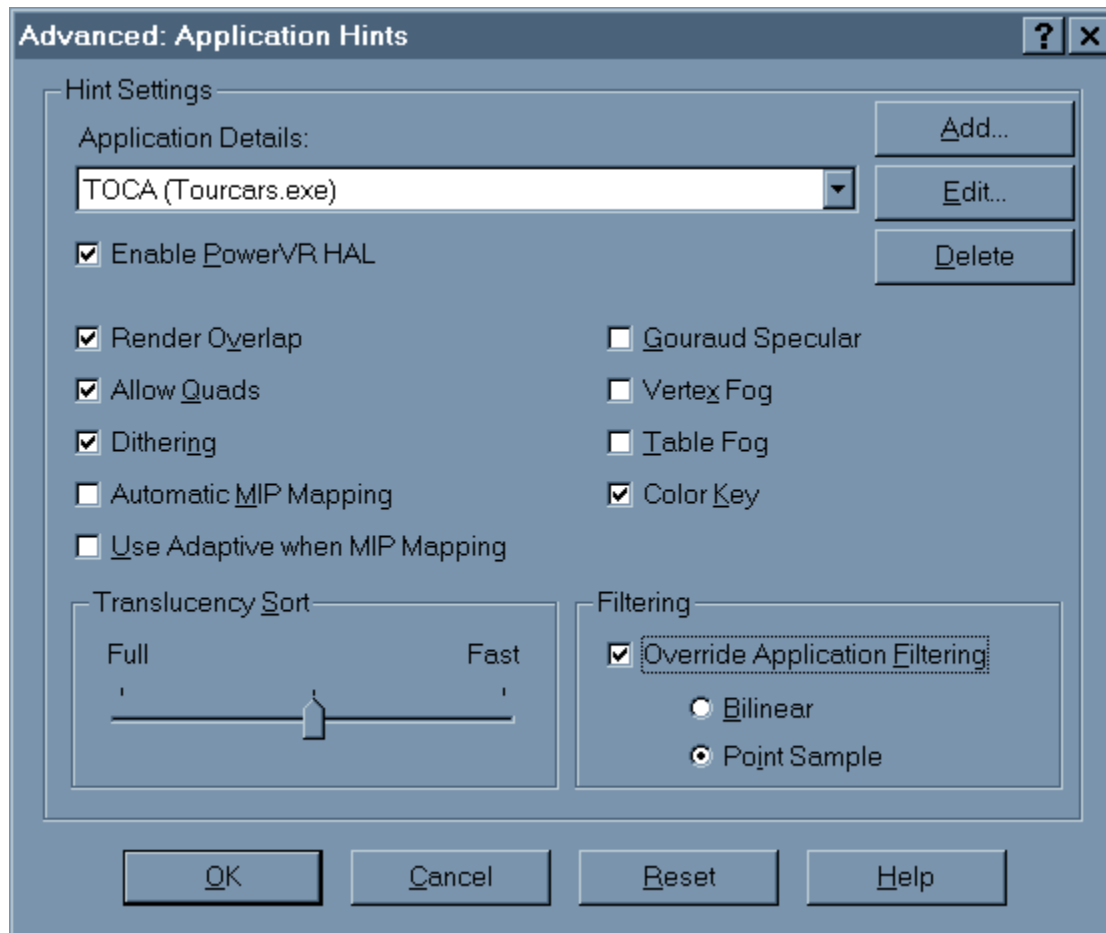 Advanced: Application Hints
Hint Settings
Application Details:
Add...
TOCA (Tourcars.exe)
Edit...
Enable PowerVR HAL
Delete
Render Overlap
Gouraud Specular
Allow Quads
Vertex Fog
Dithering
Table Fog
Automatic MIP Mapping
Color Key
Use Adaptive when MIP Mapping
Translucency Sort
Filtering
Full Fast
Override Application Filtering
Bilinear
Point Sample
OK Cancel Reset Help